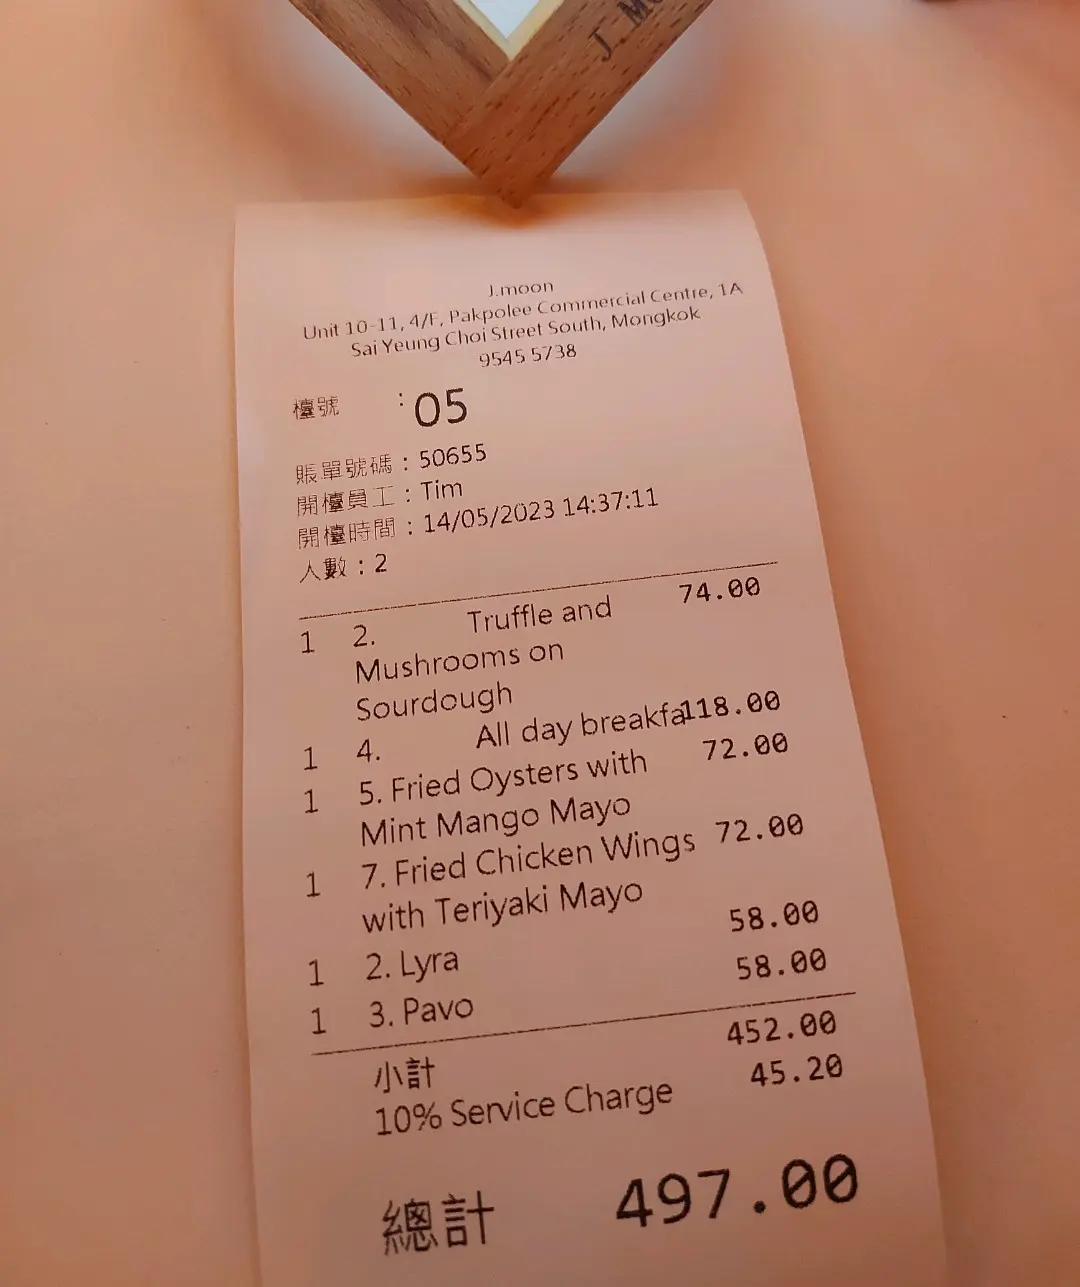 J.MO
J.moon
Unit 10-11, 4/F, Pakpolee Commercial Centre, 1A
Sai Yeung Choi Street South, Mongkok
9545 5738
檯號 : 05
賬單號碼 : 50655
開檯員工 : Tim
開檯時間 : 14/05/2023 14:37:11
人數 : 2
1 2. Truffle and 74.00
Mushrooms on
Sourdough
1 4. All day breakfa118.00
1 5. Fried Oysters with 72.00
Mint Mango Mayo
1 7. Fried Chicken Wings 72.00
with Teriyaki Mayo
1 2. Lyra 58.00
1 3. Pavo 58.00
小計 452.00
10% Service Charge 45.20
總計 497.00